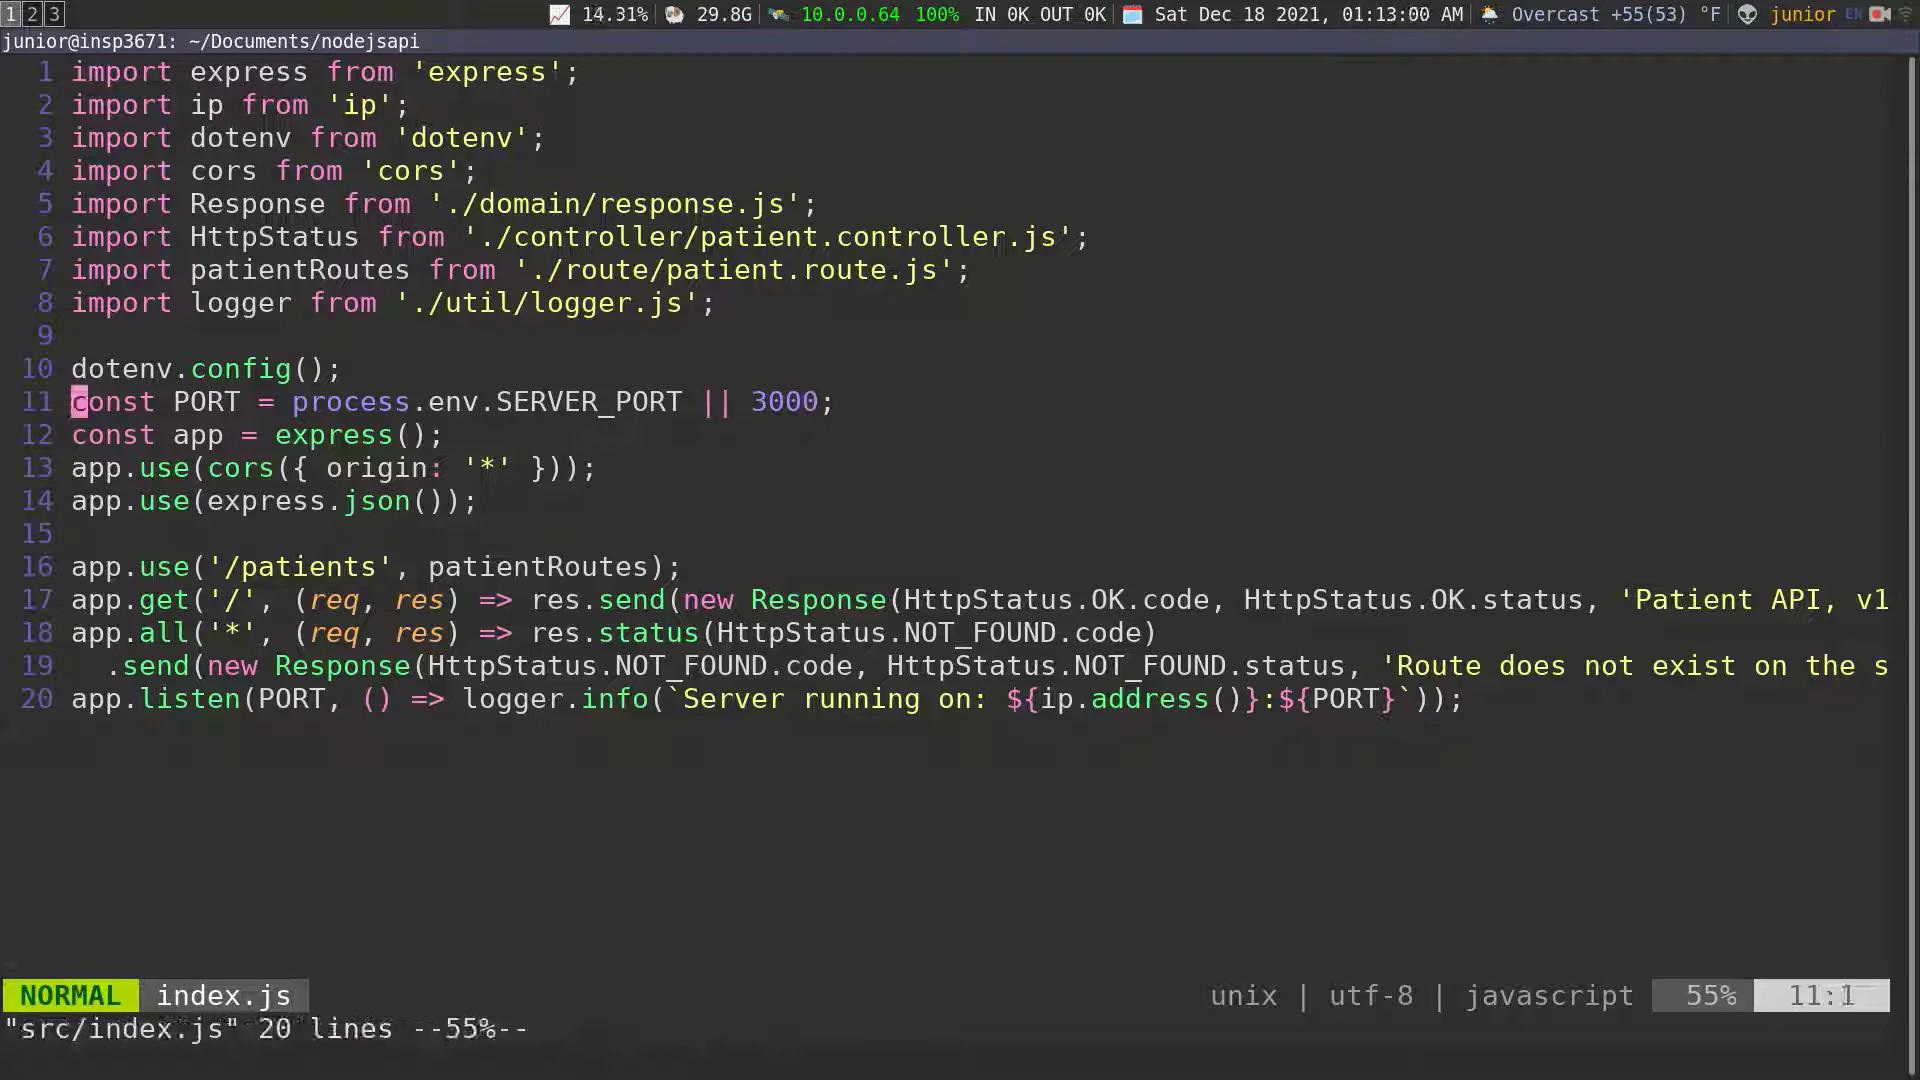 1 2 3 14.31% 29.8G 10.0.0.64 100% IN 0K OUT 0K Sat Dec 18 2021, 01:13:00 AM Overcast +55(53) °F junior EN
junior@insp3671: ~/Documents/nodejsapi
1 import express from 'express';
2 import ip from 'ip';
3 import dotenv from 'dotenv';
4 import cors from 'cors';
5 import Response from './domain/response.js';
6 import HttpStatus from './controller/patient.controller.js';
7 import patientRoutes from './route/patient.route.js';
8 import logger from './util/logger.js';
9
10 dotenv.config();
11 const PORT = process.env.SERVER_PORT || 3000;
12 const app = express();
13 app.use(cors({ origin: '*' }));
14 app.use(express.json());
15
16 app.use('/patients', patientRoutes);
17 app.get('/', (req, res) => res.send(new Response(HttpStatus.OK.code, HttpStatus.OK.status, 'Patient API, v1
18 app.all('*', (req, res) => res.status(HttpStatus.NOT_FOUND.code)
19   .send(new Response(HttpStatus.NOT_FOUND.code, HttpStatus.NOT_FOUND.status, 'Route does not exist on the s
20 app.listen(PORT, () => logger.info(`Server running on: ${ip.address()}:${PORT}`));
NORMAL index.js unix | utf-8 | javascript 55% 11:1
"src/index.js" 20 lines --55%--